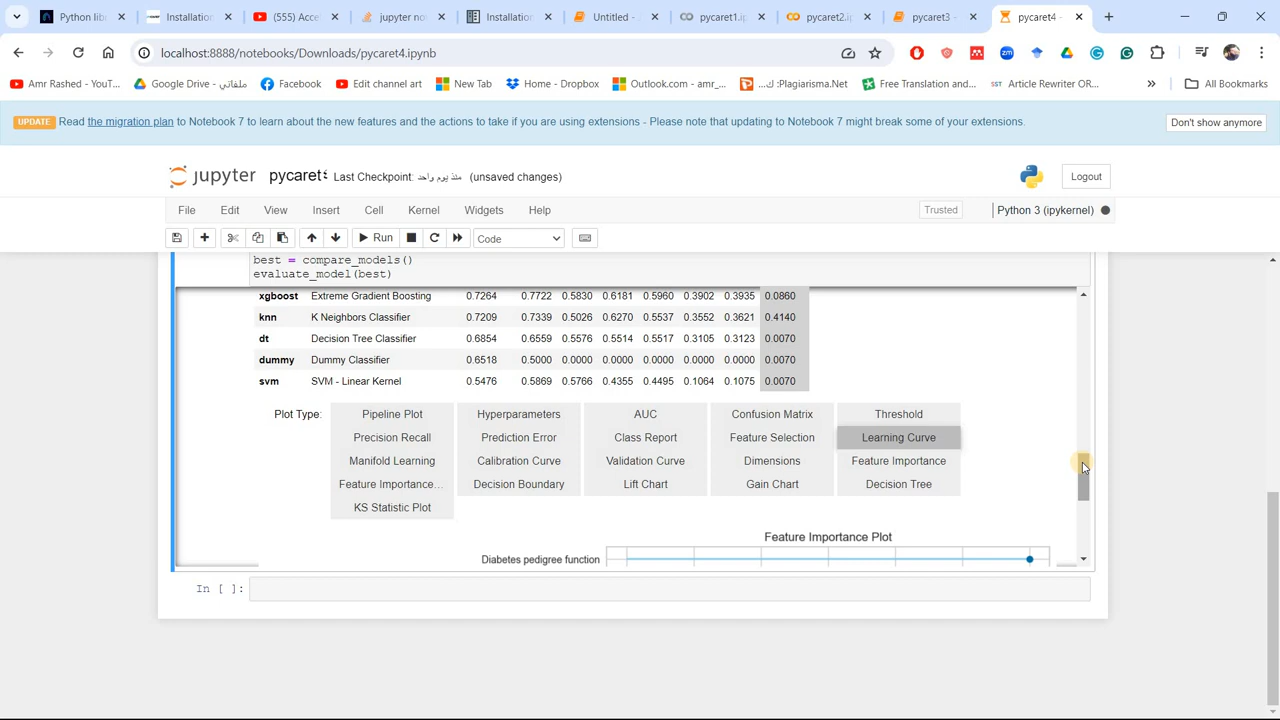 Python lib
Installation
(555) Succe
jupyter no
Installation
Untitled -
pycaret1.i
pycaret2.ip
pycaret3 -
pycaret4 -
localhost:8888/notebooks/Downloads/pycaret4.ipynb
Amr Rashed - YouT...
Google Drive - ملفاتي
Facebook
Edit channel art
New Tab
Home - Dropbox
Outlook.com - amr_...
ك...:Plagiarisma.Net
Free Translation and...
SST Article Rewriter OR...
All Bookmarks
UPDATE Read the migration plan to Notebook 7 to learn about the new features and the actions to take if you are using extensions - Please note that updating to Notebook 7 might break some of your extensions.
Don't show anymore
jupyter pycaret4 Last Checkpoint: منذ يوم واحد (unsaved changes)
Logout
File Edit View Insert Cell Kernel Widgets Help
Trusted
Python 3 (ipykernel)
Run
Code
best = compare_models()
evaluate_model(best)
xgboost Extreme Gradient Boosting 0.7264 0.7722 0.5830 0.6181 0.5960 0.3902 0.3935 0.0860
knn K Neighbors Classifier 0.7209 0.7339 0.5026 0.6270 0.5537 0.3552 0.3621 0.4140
dt Decision Tree Classifier 0.6854 0.6559 0.5576 0.5514 0.5517 0.3105 0.3123 0.0070
dummy Dummy Classifier 0.6518 0.5000 0.0000 0.0000 0.0000 0.0000 0.0000 0.0070
svm SVM - Linear Kernel 0.5476 0.5869 0.5766 0.4355 0.4495 0.1064 0.1075 0.0070
Plot Type: Pipeline Plot Hyperparameters AUC Confusion Matrix Threshold
Precision Recall Prediction Error Class Report Feature Selection Learning Curve
Manifold Learning Calibration Curve Validation Curve Dimensions Feature Importance
Feature Importance... Decision Boundary Lift Chart Gain Chart Decision Tree
KS Statistic Plot
Feature Importance Plot
Diabetes pedigree function
In [ ]: